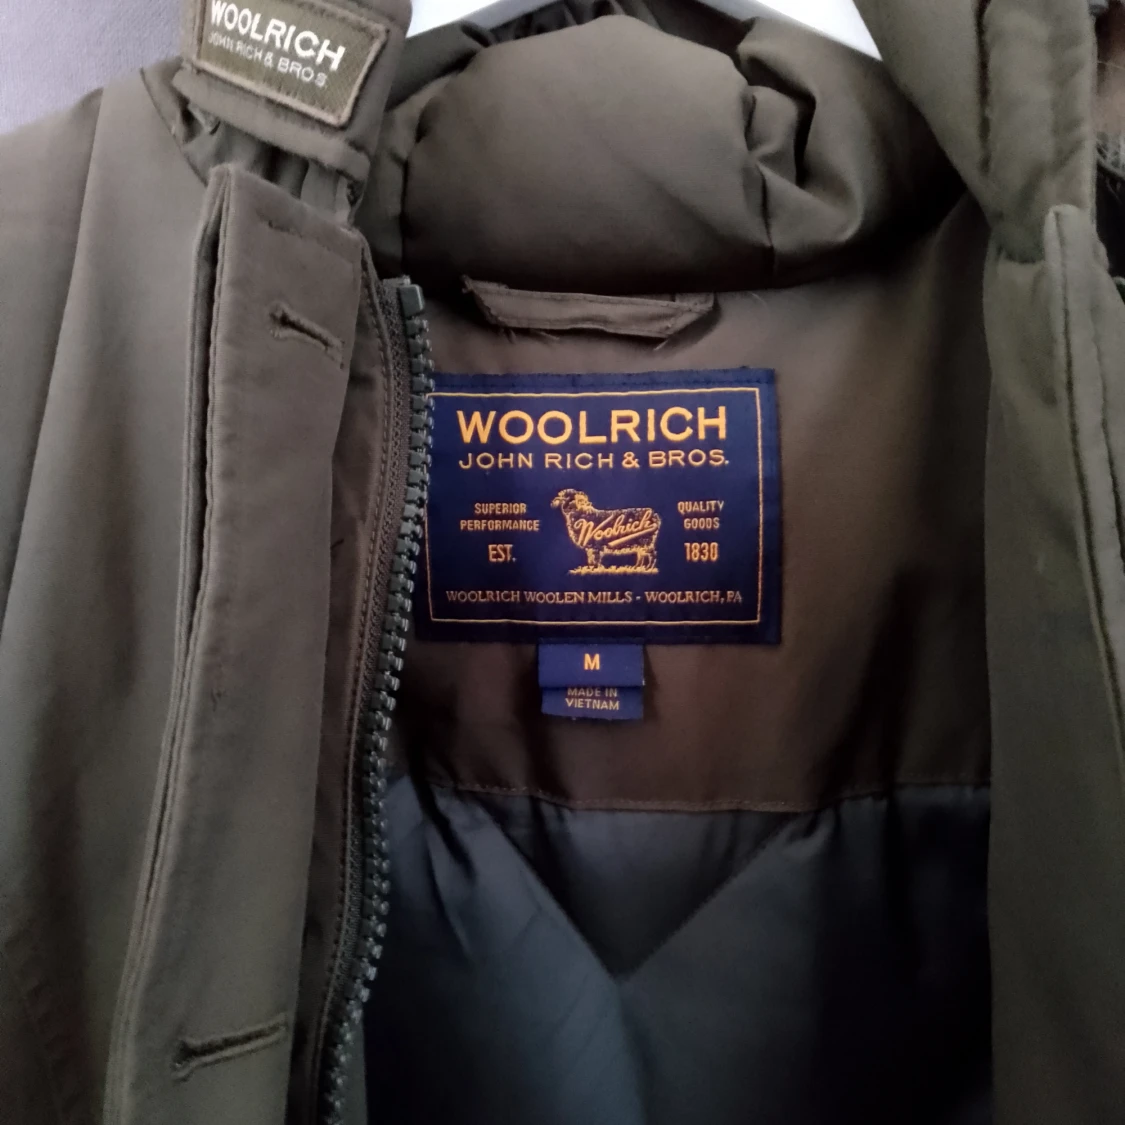 WOOLRICH
JOHN RICH & BROS
WOOLRICH
JOHN RICH & BROS.
SUPERIOR
PERFORMANCE
EST.
Woolrich
QUALITY
GOODS
1830
WOOLRICH WOOLEN MILLS - WOOLRICH, PA
M
MADE IN
VIETNAM